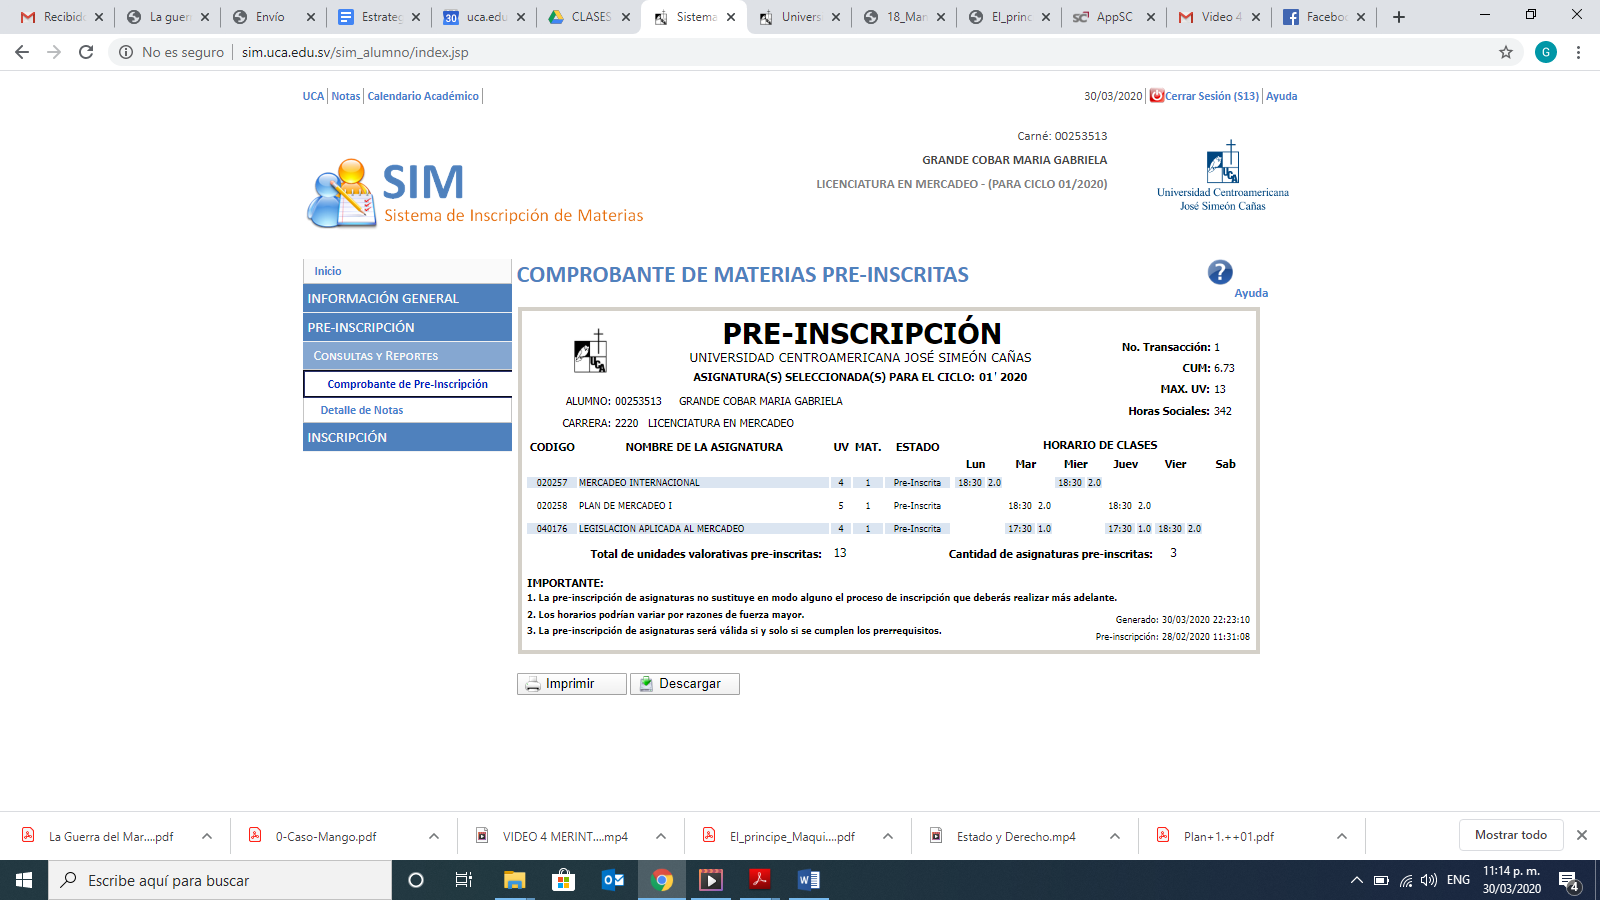 Recibido
La guer
Envío
Estrateg
uca.edu
CLASES
Sistema
Univers
18_Man
El_princ
AppSC
Video 4
Facebo
No es seguro
sim.uca.edu.sv/sim_alumno/index.jsp
G
UCA Notas Calendario Académico
30/03/2020 Cerrar Sesión (S13) Ayuda
Carné: 00253513
GRANDE COBAR MARIA GABRIELA
LICENCIATURA EN MERCADEO - (PARA CICLO 01/2020)
SIM
Sistema de Inscripción de Materias
UCA
Universidad Centroamericana
José Simeón Cañas
Inicio
INFORMACIÓN GENERAL
PRE-INSCRIPCIÓN
CONSULTAS Y REPORTES
Comprobante de Pre-Inscripción
Detalle de Notas
INSCRIPCIÓN
COMPROBANTE DE MATERIAS PRE-INSCRITAS
?
Ayuda
UCA
PRE-INSCRIPCIÓN
UNIVERSIDAD CENTROAMERICANA JOSÉ SIMEÓN CAÑAS
ASIGNATURA(S) SELECCIONADA(S) PARA EL CICLO: 01' 2020
No. Transacción: 1
CUM: 6.73
MAX. UV: 13
Horas Sociales: 342
ALUMNO: 00253513 GRANDE COBAR MARIA GABRIELA
CARRERA: 2220 LICENCIATURA EN MERCADEO
CODIGO NOMBRE DE LA ASIGNATURA UV MAT. ESTADO HORARIO DE CLASES
Lun Mar Mier Juev Vier Sab
020257 MERCADEO INTERNACIONAL 4 1 Pre-Inscrita 18:30 2.0 18:30 2.0
020258 PLAN DE MERCADEO I 5 1 Pre-Inscrita 18:30 2.0 18:30 2.0
040176 LEGISLACION APLICADA AL MERCADEO 4 1 Pre-Inscrita 17:30 1.0 17:30 1.0 18:30 2.0
Total de unidades valorativas pre-inscritas: 13 Cantidad de asignaturas pre-inscritas: 3
IMPORTANTE:
1. La pre-inscripción de asignaturas no sustituye en modo alguno el proceso de inscripción que deberás realizar más adelante.
2. Los horarios podrían variar por razones de fuerza mayor.
3. La pre-inscripción de asignaturas será válida si y solo si se cumplen los prerrequisitos.
Generado: 30/03/2020 22:23:10
Pre-inscripción: 28/02/2020 11:31:08
Imprimir
Descargar
La Guerra del Mar....pdf
0-Caso-Mango.pdf
VIDEO 4 MERINT....mp4
El_principe_Maqui....pdf
Estado y Derecho.mp4
Plan+1.++01.pdf
Mostrar todo
Escribe aquí para buscar
ENG
11:14 p. m.
30/03/2020
4